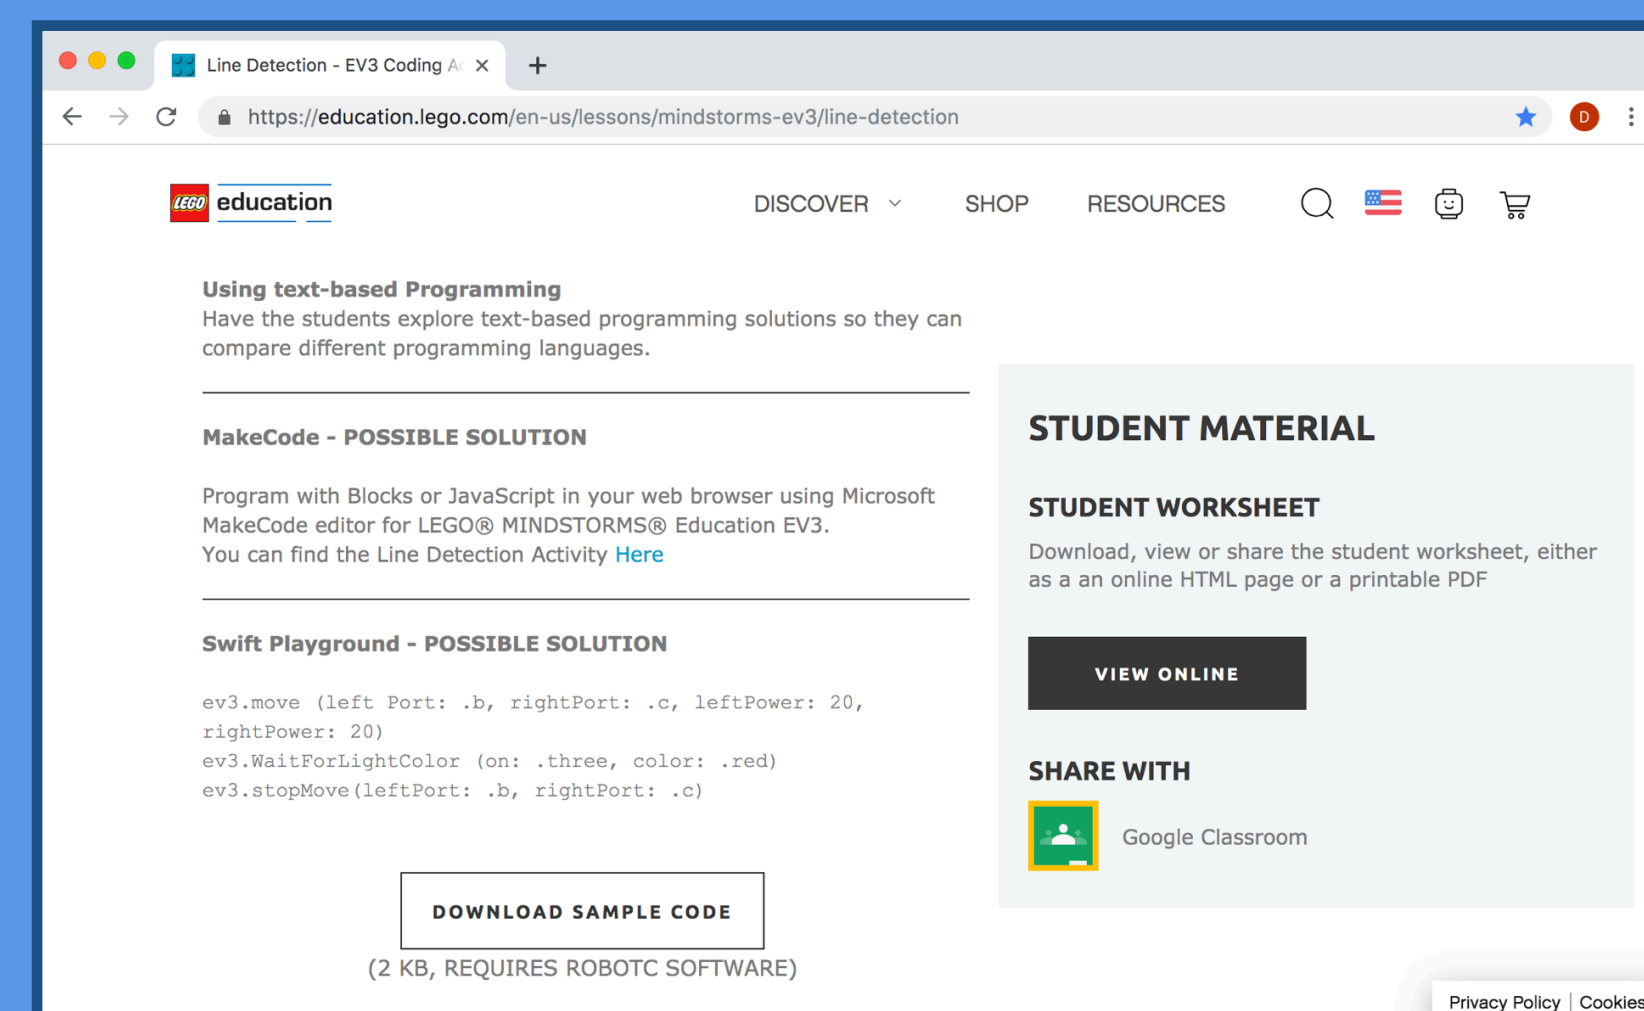 Line Detection - EV3 Coding
https://education.lego.com/en-us/lessons/mindstorms-ev3/line-detection
D
LEGO education
DISCOVER
SHOP
RESOURCES
Using text-based Programming
Have the students explore text-based programming solutions so they can
compare different programming languages.
MakeCode - POSSIBLE SOLUTION
Program with Blocks or JavaScript in your web browser using Microsoft
MakeCode editor for LEGO® MINDSTORMS® Education EV3.
You can find the Line Detection Activity Here
Swift Playground - POSSIBLE SOLUTION
ev3.move (left Port: .b, rightPort: .c, leftPower: 20,
rightPower: 20)
ev3.WaitForLightColor (on: .three, color: .red)
ev3.stopMove(leftPort: .b, rightPort: .c)
DOWNLOAD SAMPLE CODE
(2 KB, REQUIRES ROBOTC SOFTWARE)
STUDENT MATERIAL
STUDENT WORKSHEET
Download, view or share the student worksheet, either
as a an online HTML page or a printable PDF
VIEW ONLINE
SHARE WITH
Google Classroom
Privacy Policy | Cookies